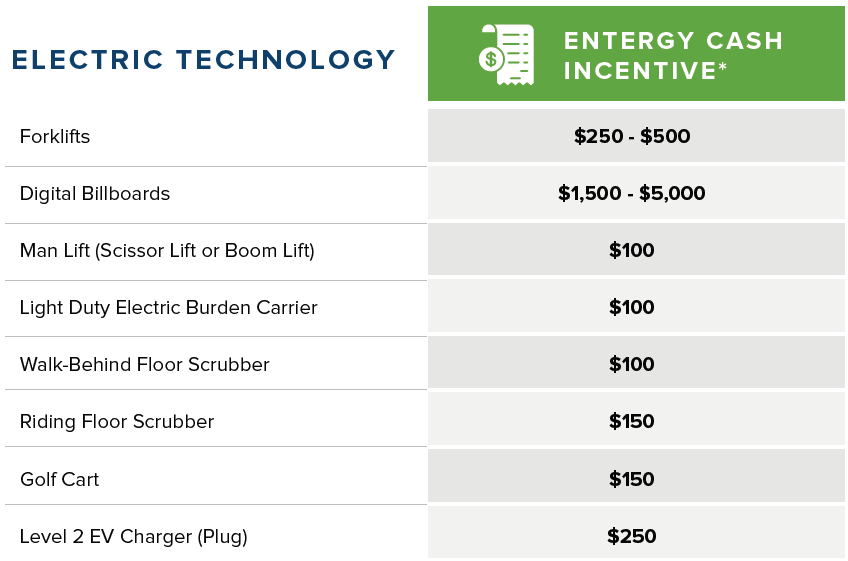 ELECTRIC TECHNOLOGY
$
ENTERGY CASH
INCENTIVE*
Forklifts
$250 - $500
Digital Billboards
$1,500 - $5,000
Man Lift (Scissor Lift or Boom Lift)
$100
Light Duty Electric Burden Carrier
$100
Walk-Behind Floor Scrubber
$100
Riding Floor Scrubber
$150
Golf Cart
$150
Level 2 EV Charger (Plug)
$250